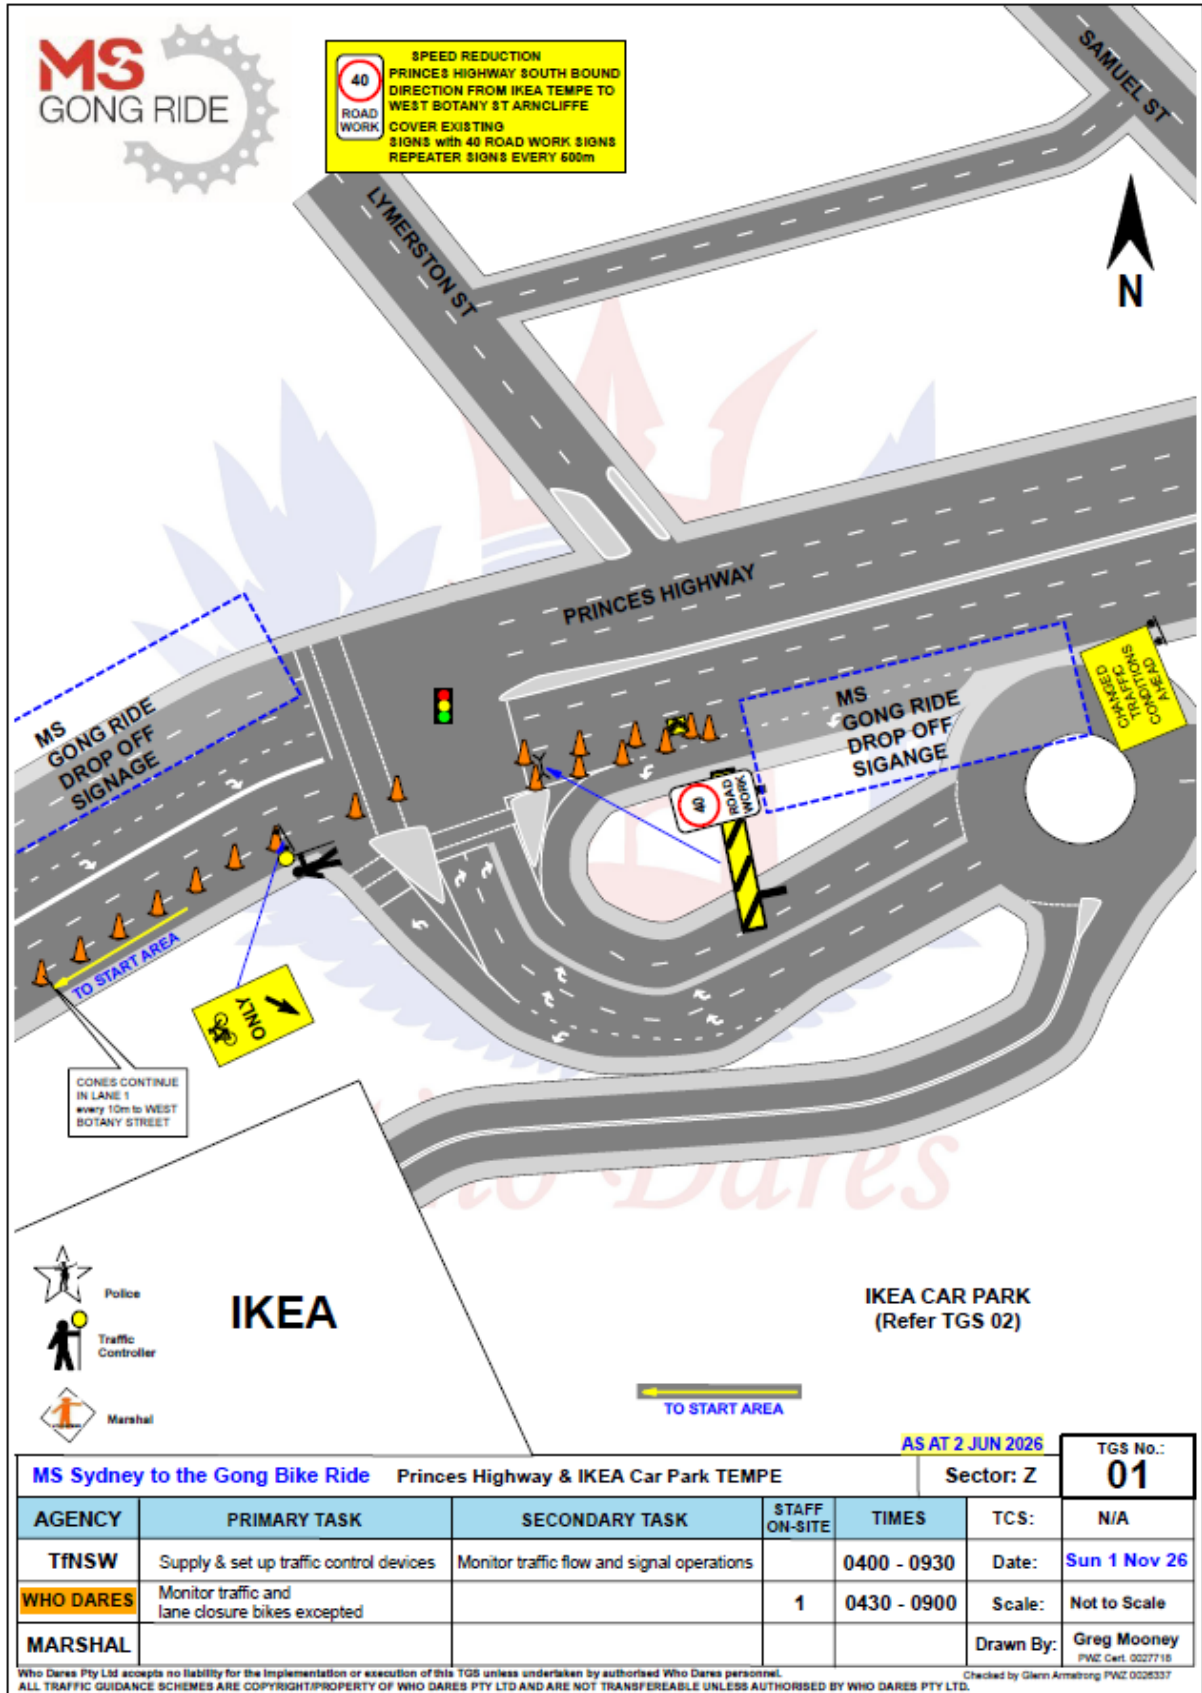 MS
GONG RIDE
40
ROAD
WORK
SPEED REDUCTION
PRINCES HIGHWAY SOUTH BOUND
DIRECTION FROM IKEA TEMPE TO
WEST BOTANY ST ARNCLIFFE
COVER EXISTING
SIGNS with 40 ROAD WORK SIGNS
REPEATER SIGNS EVERY 500m
SAMUEL ST
LYMERSTON ST
N
PRINCES HIGHWAY
MS
GONG RIDE
DROP OFF
SIGNAGE
MS
GONG RIDE
DROP OFF
SIGANGE
CHANGED
TRAFFIC
CONDITIONS
AHEAD
40
ROAD
WORK
TO START AREA
ONLY
CONES CONTINUE
IN LANE 1
every 10m to WEST
BOTANY STREET
Dares
Police
Traffic
Controller
Marshal
IKEA
IKEA CAR PARK
(Refer TGS 02)
TO START AREA
AS AT 2 JUN 2026
TGS No.:
01
MS Sydney to the Gong Bike Ride Princes Highway & IKEA Car Park TEMPE Sector: Z
AGENCY PRIMARY TASK SECONDARY TASK STAFF ON-SITE TIMES TCS: N/A
TfNSW Supply & set up traffic control devices Monitor traffic flow and signal operations 0400 - 0930 Date: Sun 1 Nov 26
WHO DARES Monitor traffic and
lane closure bikes excepted 1 0430 - 0900 Scale: Not to Scale
MARSHAL Drawn By: Greg Mooney
PWZ Cert. 0027718
Who Dares Pty Ltd accepts no liability for the implementation or execution of this TGS unless undertaken by authorised Who Dares personnel.
Checked by Glenn Armstrong PWZ 0026337
ALL TRAFFIC GUIDANCE SCHEMES ARE COPYRIGHT/PROPERTY OF WHO DARES PTY LTD AND ARE NOT TRANSFEREABLE UNLESS AUTHORISED BY WHO DARES PTY LTD.